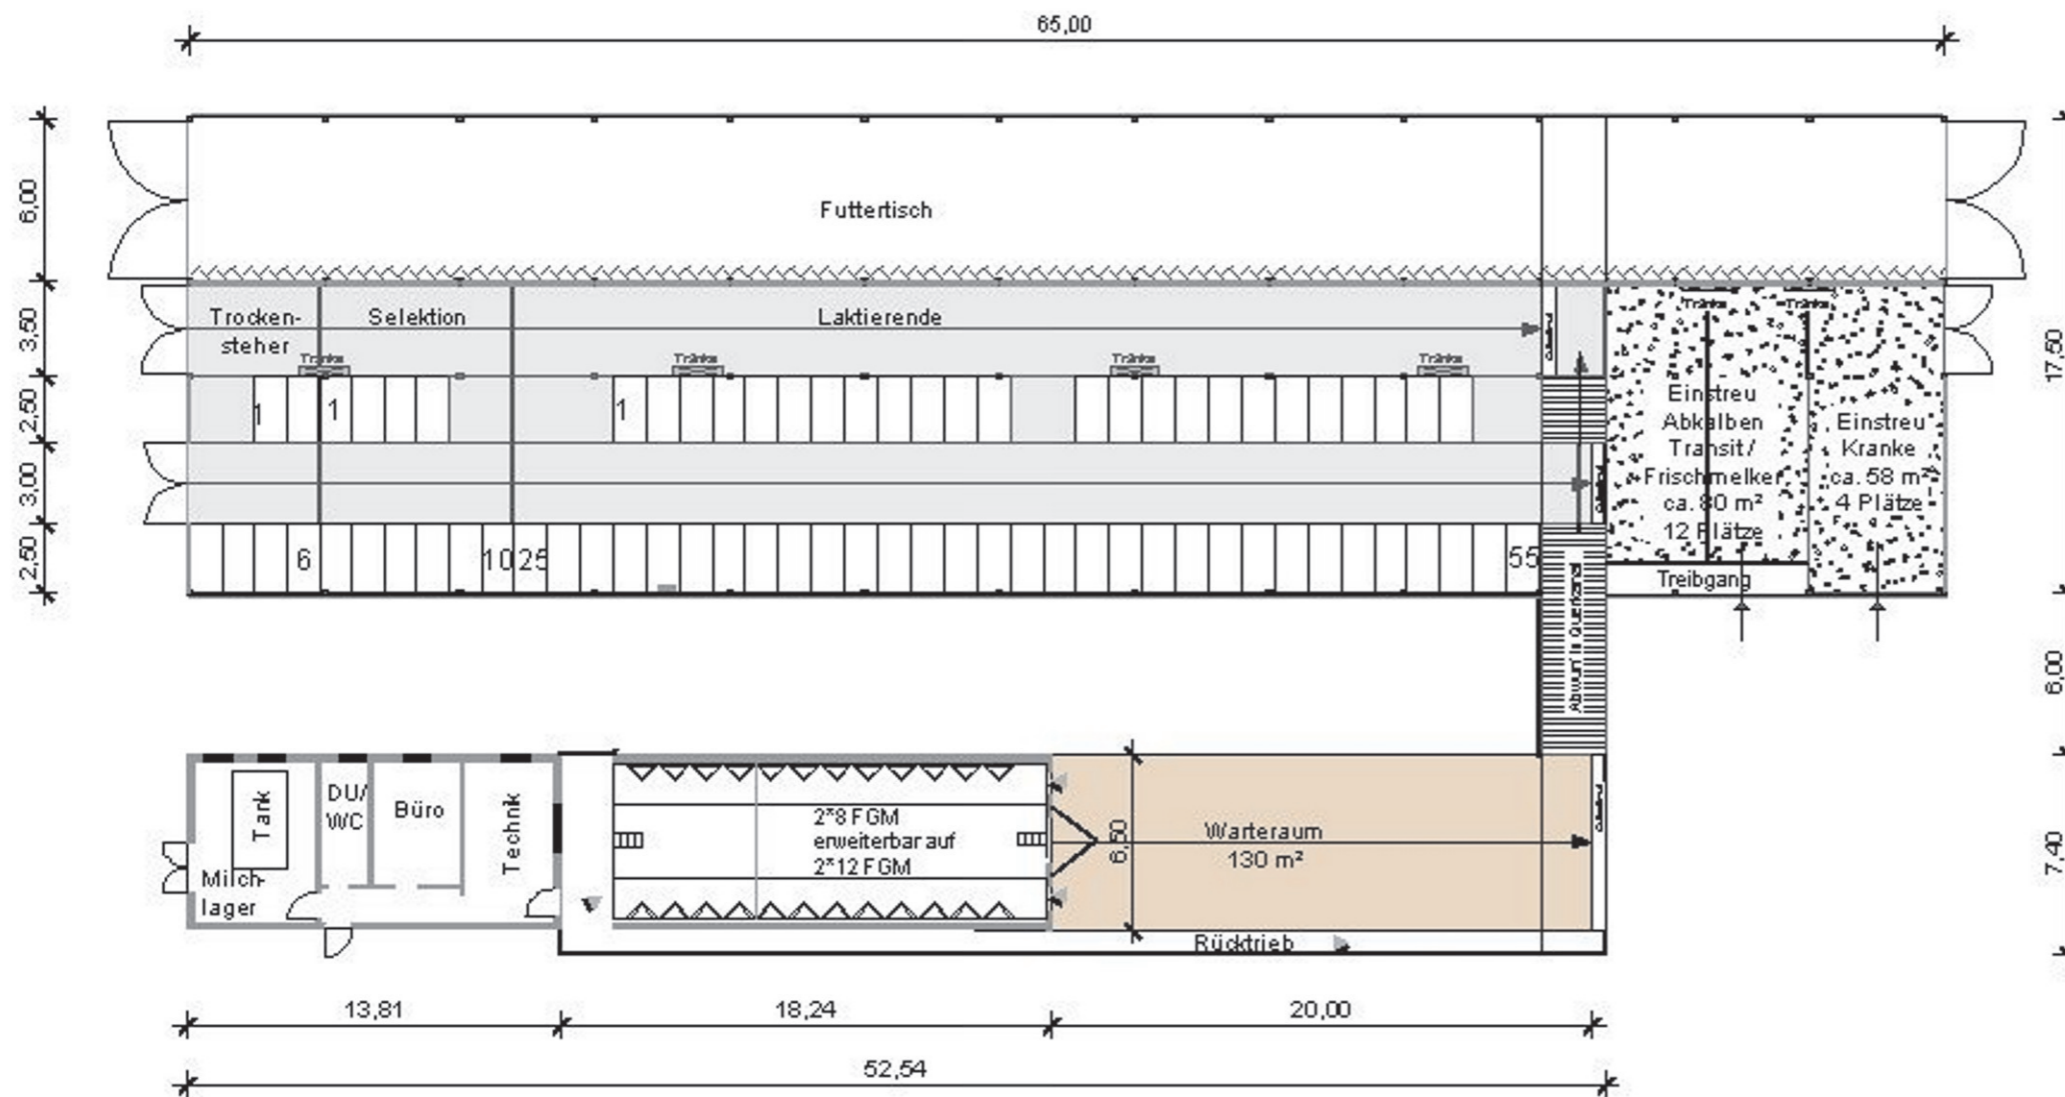 65,00
6,00
Futtertisch
3,50
Trocken-
steher
Selektion
Laktierende
Tränke
Tränke
Tränke
Tränke
Tränke
Tränke
17,50
2,50
1
1
1
Einstreu
Abkalben
Transit/
Frischmelker
ca. 80 m²
12 Plätze
Einstreu
Kranke
ca. 58 m²
4 Plätze
3,00
2,50
6
10
25
55
Treibgang
Abwurf in Querkanal
6,00
Tank
Milch-
lager
DU/
WC
Büro
Technik
2*8 FGM
erweiterbar auf
2*12 FGM
6,50
Warteraum
130 m²
7,40
Rücktrieb
13,81
18,24
20,00
52,54